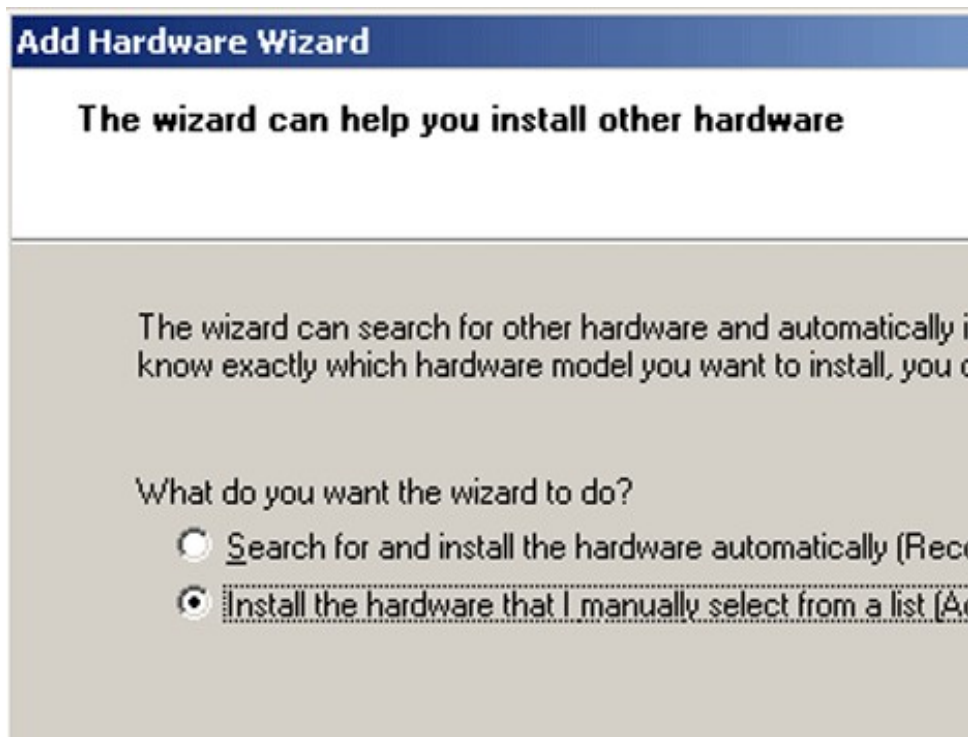 Add Hardware Wizard
The wizard can help you install other hardware
The wizard can search for other hardware and automatically
know exactly which hardware model you want to install, you
What do you want the wizard to do?
Search for and install the hardware automatically
Install the hardware that I manually select from a list